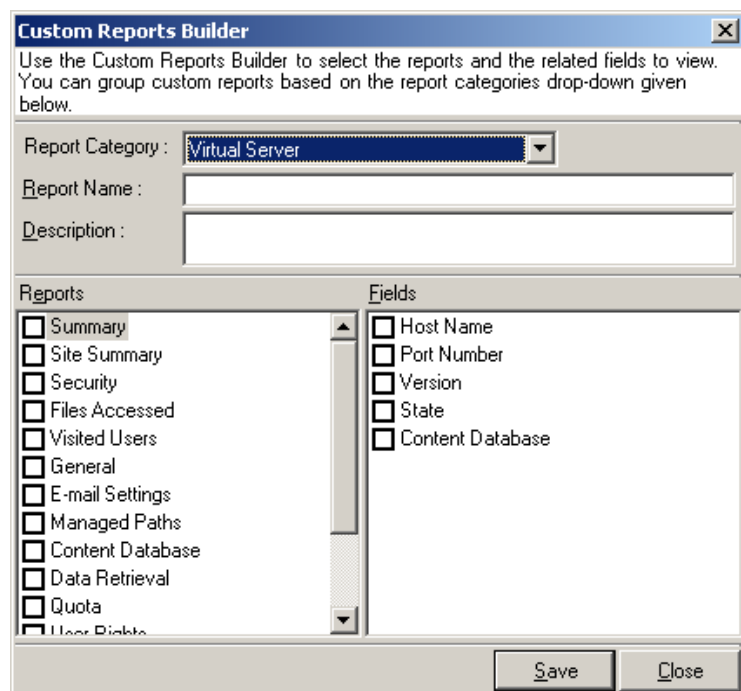 Custom Reports Builder
Use the Custom Reports Builder to select the reports and the related fields to view.
You can group custom reports based on the report categories drop-down given
below.
Report Category :
Virtual Server
Report Name :
Description :
Reports
Summary
Site Summary
Security
Files Accessed
Visited Users
General
E-mail Settings
Managed Paths
Content Database
Data Retrieval
Quota
User Rights
Fields
Host Name
Port Number
Version
State
Content Database
Save
Close